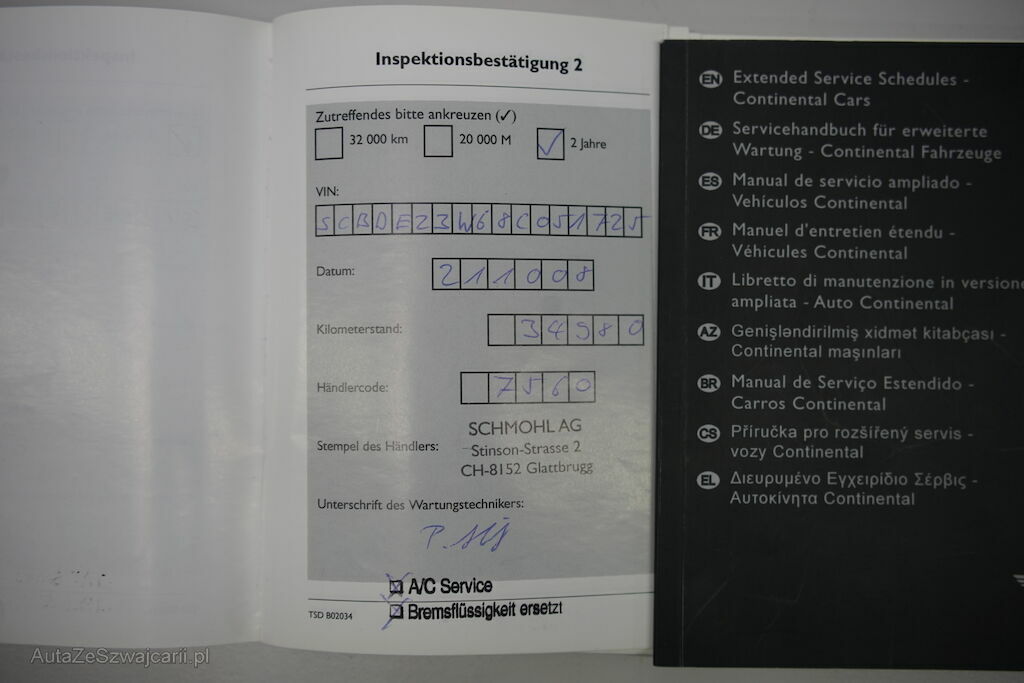 Inspektionsbestätigung 2
Zutreffendes bitte ankreuzen (✓)
32 000 km 20 000 M ✓ 2 Jahre
VIN:
SCBDE23W68C051725
Datum: 211008
Kilometerstand: 34980
Händlercode: 7560
SCHMOHL AG
Stempel des Händlers: Stinson-Strasse 2
CH-8152 Glattbrugg
Unterschrift des Wartungstechnikers:
A/C Service
Bremsflüssigkeit ersetzt
TSD B02034
EN Extended Service Schedules -
Continental Cars
DE Servicehandbuch für erweiterte
Wartung - Continental Fahrzeuge
ES Manual de servicio ampliado -
Vehículos Continental
FR Manuel d'entretien étendu -
Véhicules Continental
IT Libretto di manutenzione in versione
ampliata - Auto Continental
AZ Genişləndirilmiş xidmət kitabçası -
Continental maşınları
BR Manual de Serviço Estendido -
Carros Continental
CS Příručka pro rozšířený servis -
vozy Continental
EL Διευρυμένο Εγχειρίδιο Σέρβις -
Αυτοκίνητα Continental
AutaZeSzwajcarii.pl